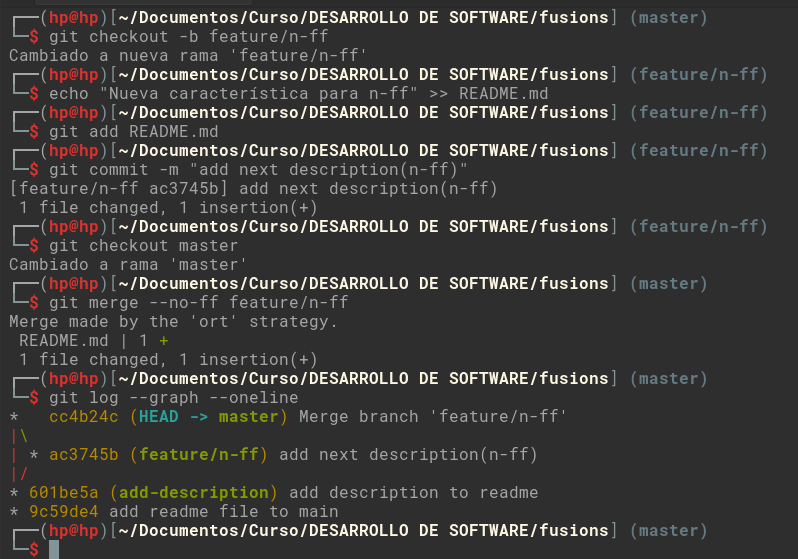 ┌──(hp@hp)[~/Documentos/Curso/DESARROLLO DE SOFTWARE/fusions] (master)
└─$ git checkout -b feature/n-ff
Cambiado a nueva rama 'feature/n-ff'
┌──(hp@hp)[~/Documentos/Curso/DESARROLLO DE SOFTWARE/fusions] (feature/n-ff)
└─$ echo "Nueva característica para n-ff" >> README.md
┌──(hp@hp)[~/Documentos/Curso/DESARROLLO DE SOFTWARE/fusions] (feature/n-ff)
└─$ git add README.md
┌──(hp@hp)[~/Documentos/Curso/DESARROLLO DE SOFTWARE/fusions] (feature/n-ff)
└─$ git commit -m "add next description(n-ff)"
[feature/n-ff ac3745b] add next description(n-ff)
 1 file changed, 1 insertion(+)
┌──(hp@hp)[~/Documentos/Curso/DESARROLLO DE SOFTWARE/fusions] (feature/n-ff)
└─$ git checkout master
Cambiado a rama 'master'
┌──(hp@hp)[~/Documentos/Curso/DESARROLLO DE SOFTWARE/fusions] (master)
└─$ git merge --no-ff feature/n-ff
Merge made by the 'ort' strategy.
 README.md | 1 +
 1 file changed, 1 insertion(+)
┌──(hp@hp)[~/Documentos/Curso/DESARROLLO DE SOFTWARE/fusions] (master)
└─$ git log --graph --oneline
*   cc4b24c (HEAD -> master) Merge branch 'feature/n-ff'
|\
| * ac3745b (feature/n-ff) add next description(n-ff)
|/
* 601be5a (add-description) add description to readme
* 9c59de4 add readme file to main
┌──(hp@hp)[~/Documentos/Curso/DESARROLLO DE SOFTWARE/fusions] (master)
└─$